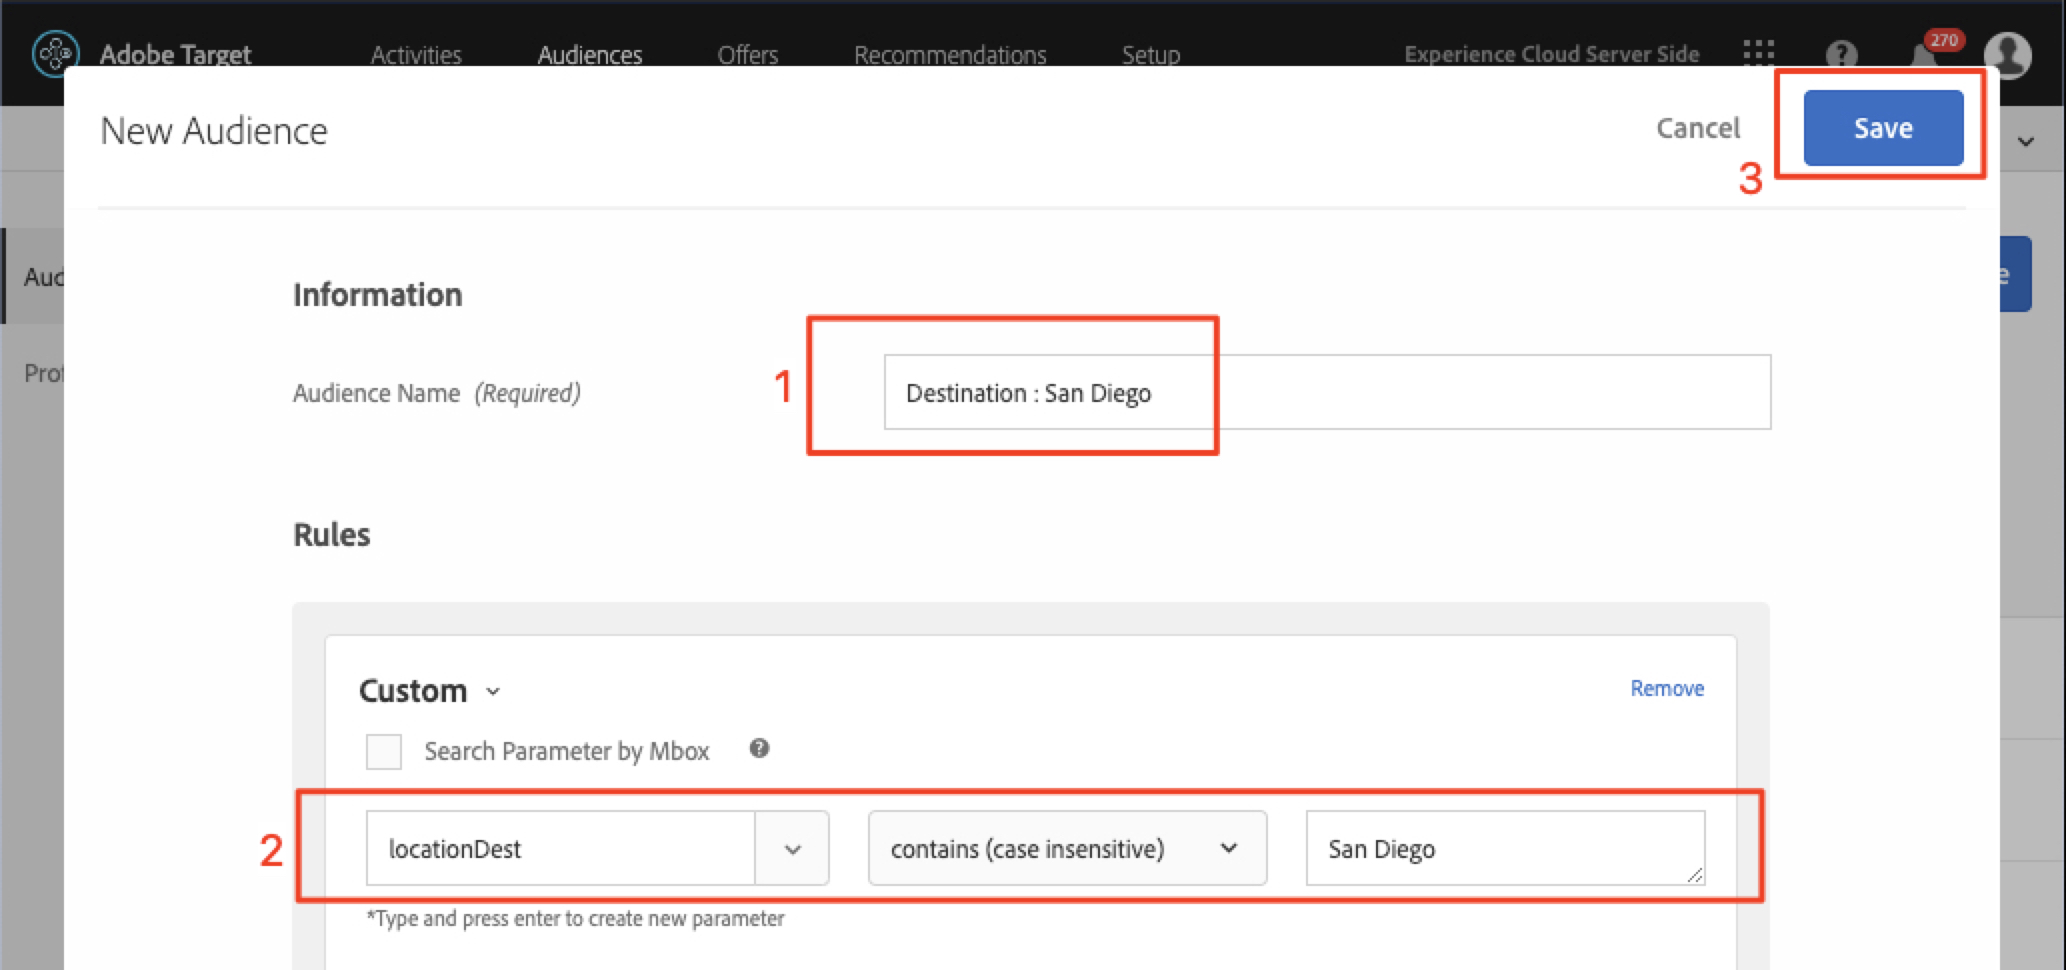 Adobe Target Activities Audiences Offers Recommendations Setup Experience Cloud Server Side 270
New Audience Cancel Save
3
Aud
e
Information
Prof
1
Audience Name (Required) Destination : San Diego
Rules
Custom Remove
Search Parameter by Mbox ?
2
locationDest contains (case insensitive) San Diego
*Type and press enter to create new parameter